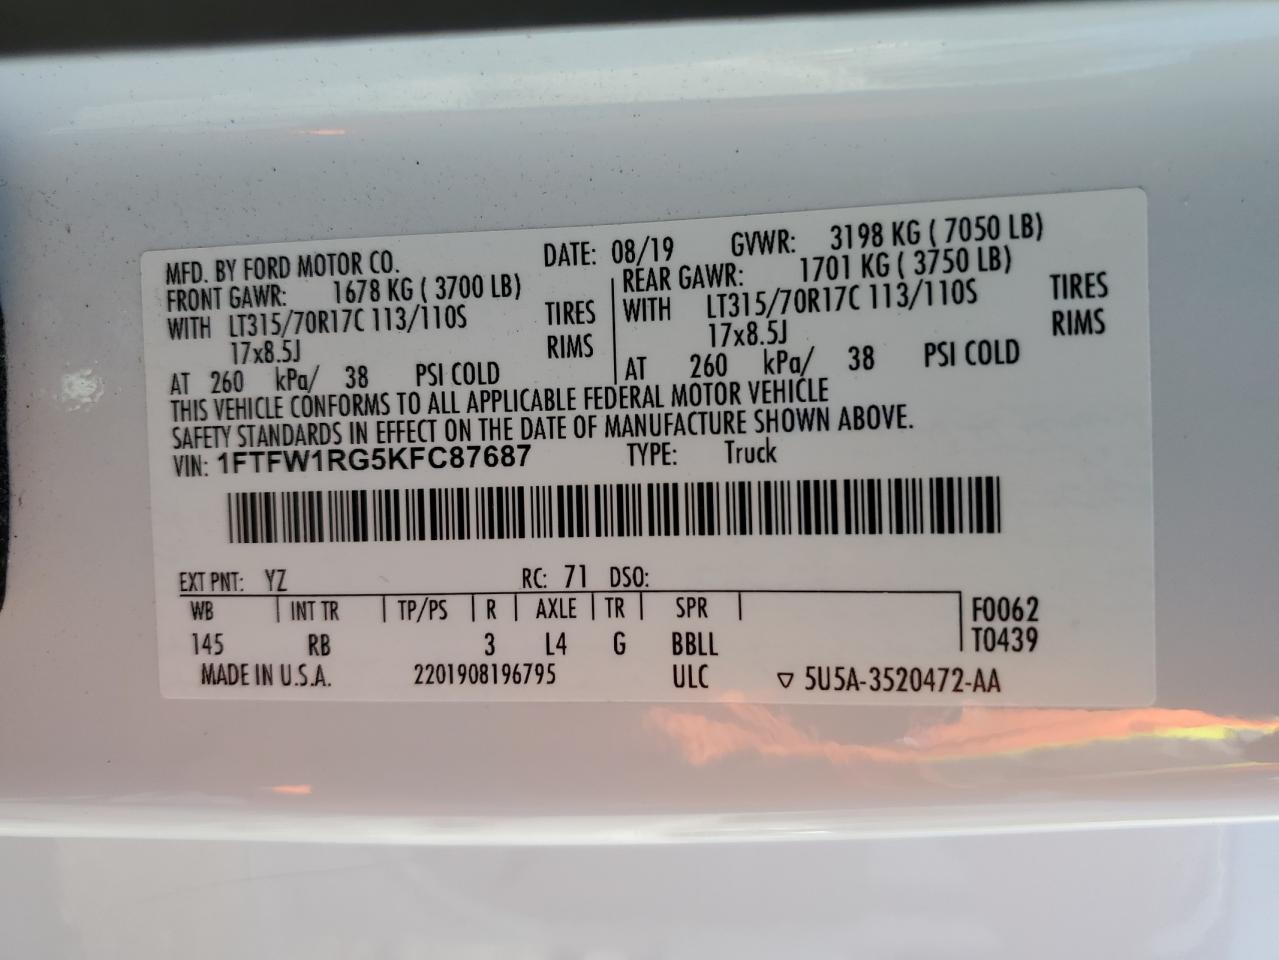 MFD. BY FORD MOTOR CO. DATE: 08/19 GVWR: 3198 KG ( 7050 LB)
FRONT GAWR: 1678 KG ( 3700 LB) REAR GAWR: 1701 KG ( 3750 LB)
WITH LT315/70R17C 113/110S TIRES WITH LT315/70R17C 113/110S TIRES
17x8.5J RIMS 17x8.5J RIMS
AT 260 kPa/ 38 PSI COLD AT 260 kPa/ 38 PSI COLD
THIS VEHICLE CONFORMS TO ALL APPLICABLE FEDERAL MOTOR VEHICLE
SAFETY STANDARDS IN EFFECT ON THE DATE OF MANUFACTURE SHOWN ABOVE.
VIN: 1FTFW1RG5KFC87687 TYPE: Truck
EXT PNT: YZ RC: 71 DSO:
WB INT TR TP/PS R AXLE TR SPR F0062
145 RB 3 L4 G BBLL T0439
MADE IN U.S.A. 2201908196795 ULC ▽ 5U5A-3520472-AA